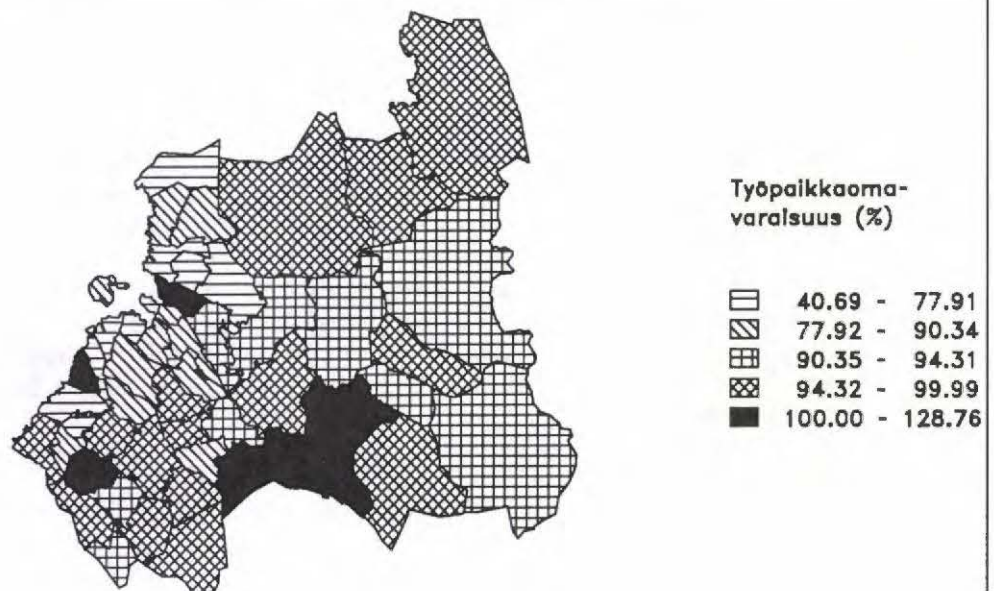 Työpaikkaoma-
varaisuus (%)
40.69 - 77.91
77.92 - 90.34
90.35 - 94.31
94.32 - 99.99
100.00 - 128.76